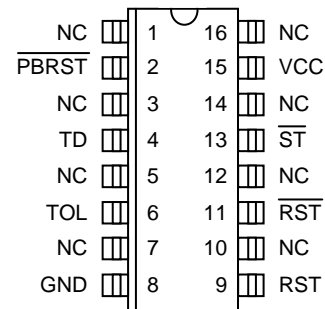 NC 1 16 NC
PBRST 2 15 VCC
NC 3 14 NC
TD 4 13 ST
NC 5 12 NC
TOL 6 11 RST
NC 7 10 NC
GND 8 9 RST